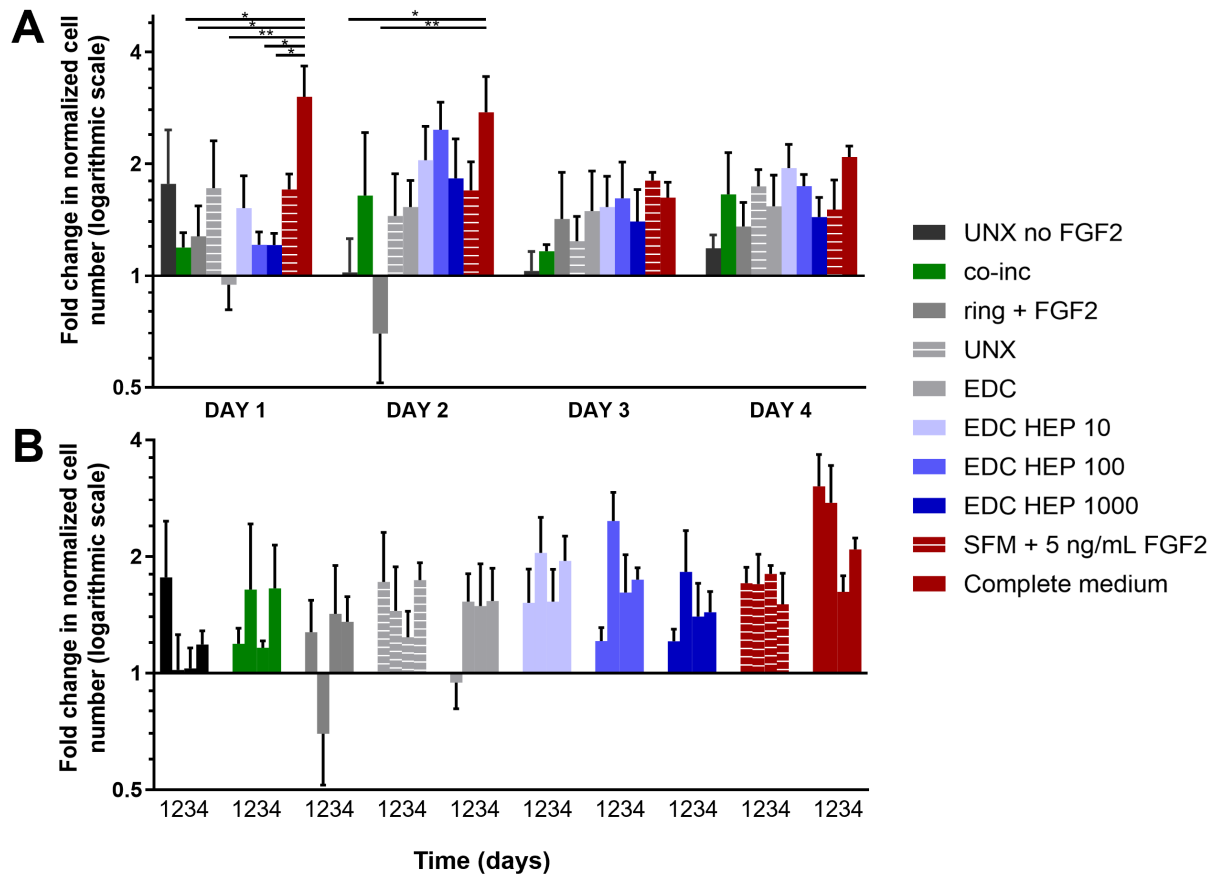 A
Fold change in normalized cell
number (logarithmic scale)
4
2
1
0.5
*
*
**
*
*
*
**
DAY 1
DAY 2
DAY 3
DAY 4
B
Fold change in normalized cell
number (logarithmic scale)
4
2
1
0.5
1234
1234
1234
1234
1234
1234
1234
1234
1234
1234
Time (days)
UNX no FGF2
co-inc
ring + FGF2
UNX
EDC
EDC HEP 10
EDC HEP 100
EDC HEP 1000
SFM + 5 ng/mL FGF2
Complete medium